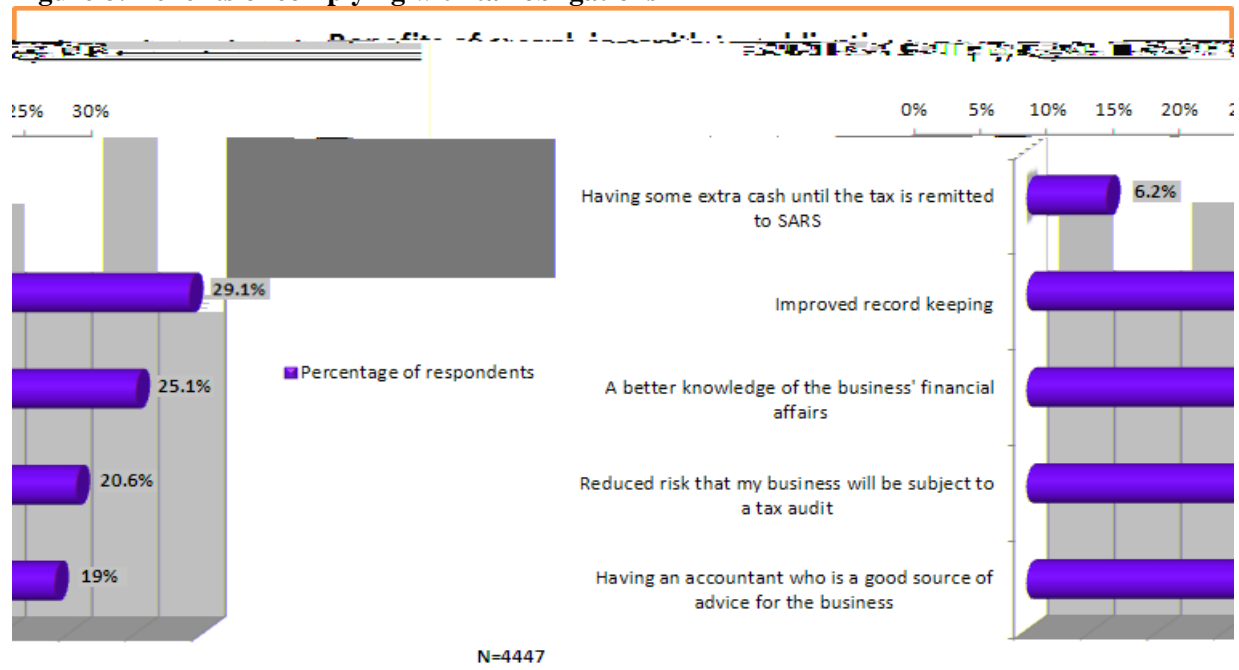 25% 30%
0% 5% 10% 15% 20% 2
Having some extra cash until the tax is remitted
to SARS
6.2%
Improved record keeping
29.1%
A better knowledge of the business' financial
affairs
25.1%
Percentage of respondents
Reduced risk that my business will be subject to
a tax audit
20.6%
Having an accountant who is a good source of
advice for the business
19%
N=4447